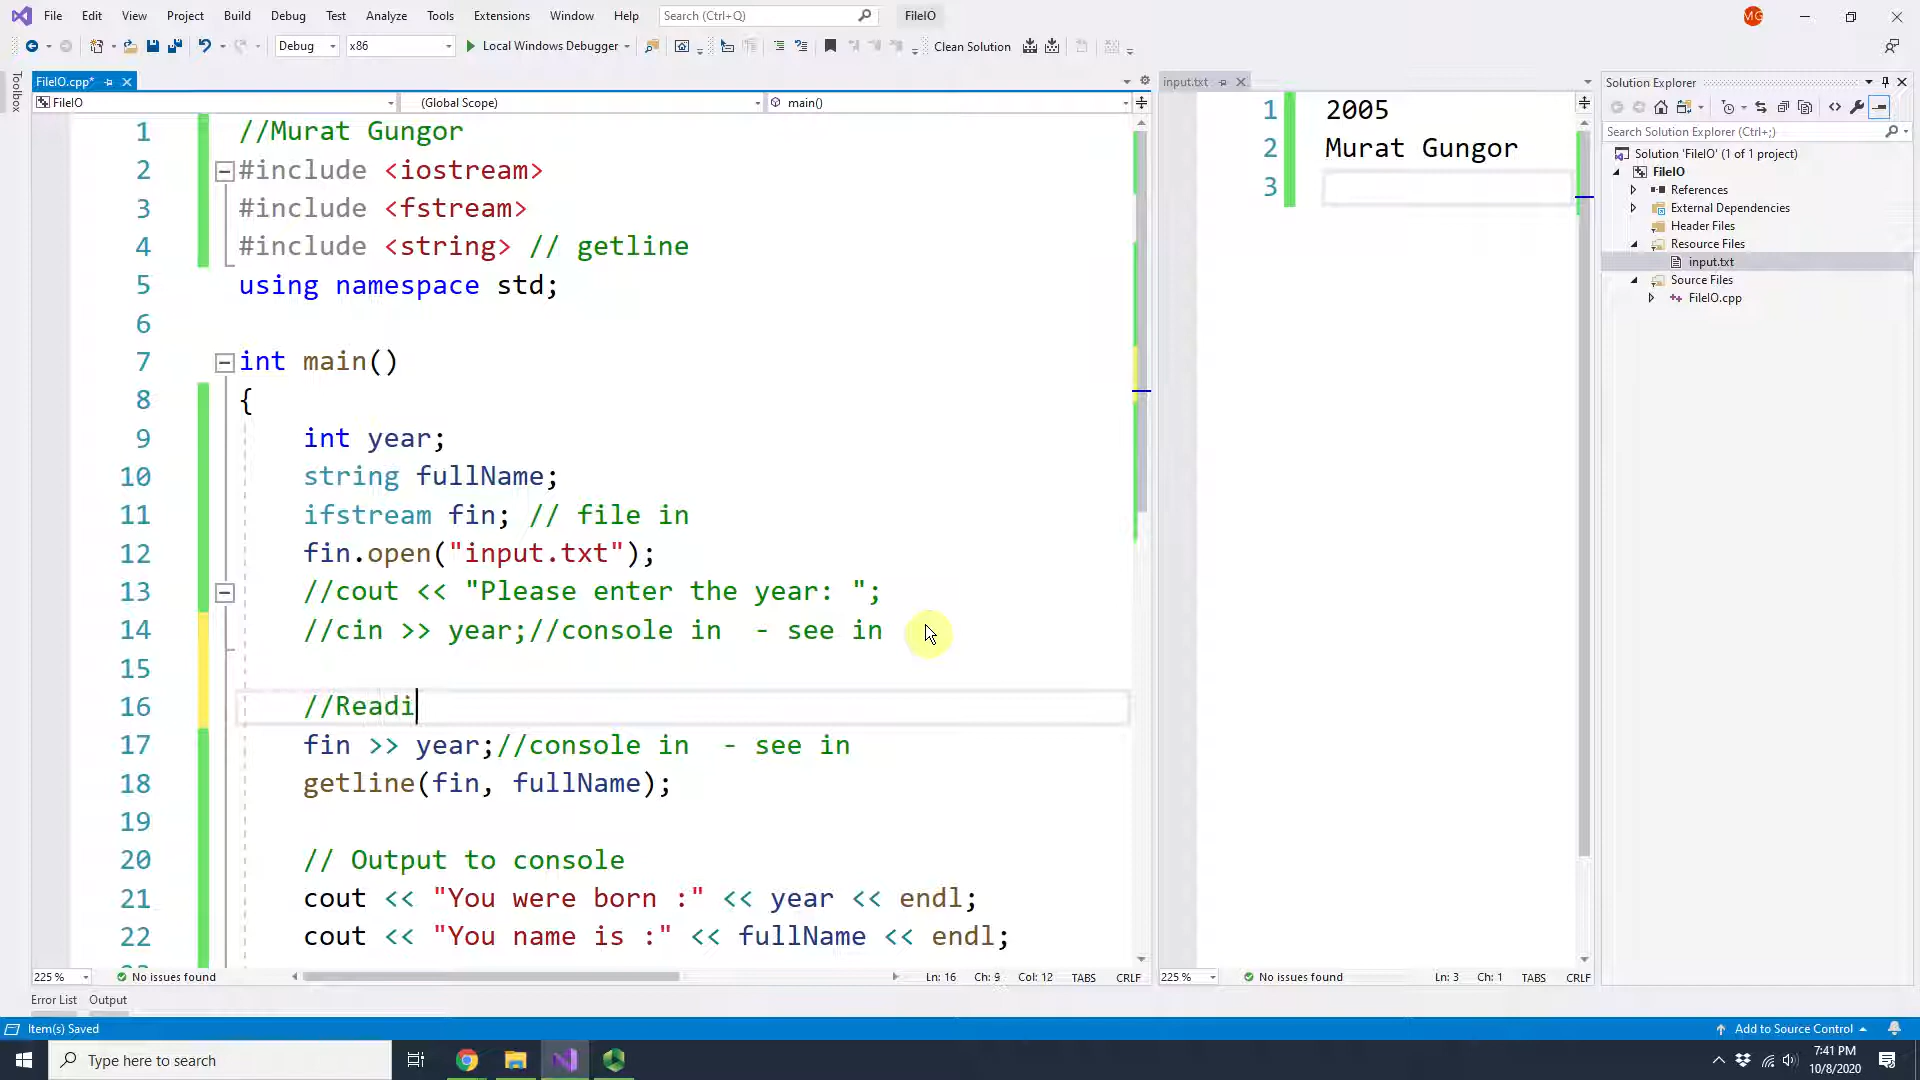 File Edit View Project Build Debug Test Analyze Tools Extensions Window Help Search (Ctrl+Q) FileIO MG
Debug x86 Local Windows Debugger Clean Solution
Toolbox
FileIO.cpp* input.txt Solution Explorer
FileIO (Global Scope) main()
Search Solution Explorer (Ctrl+;)
1 //Murat Gungor
2 #include <iostream>
3 #include <fstream>
4 #include <string> // getline
5 using namespace std;
6
7 int main()
8 {
9 int year;
10 string fullName;
11 ifstream fin; // file in
12 fin.open("input.txt");
13 //cout << "Please enter the year: ";
14 //cin >> year;//console in  - see in
15
16 //Readi
17 fin >> year;//console in  - see in
18 getline(fin, fullName);
19
20 // Output to console
21 cout << "You were born :" << year << endl;
22 cout << "You name is :" << fullName << endl;
1 2005
2 Murat Gungor
3
Solution 'FileIO' (1 of 1 project)
FileIO
References
External Dependencies
Header Files
Resource Files
input.txt
Source Files
FileIO.cpp
225 % No issues found Ln: 16 Ch: 9 Col: 12 TABS CRLF
225 % No issues found Ln: 3 Ch: 1 TABS CRLF
Error List Output
Item(s) Saved Add to Source Control
Type here to search
7:41 PM
10/8/2020